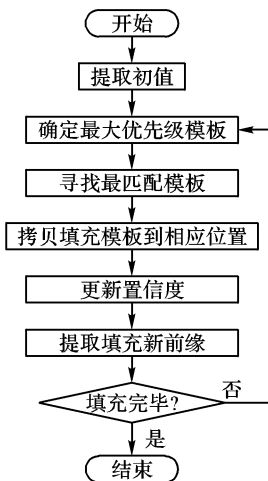 开始
提取初值
确定最大优先级模板
寻找最匹配模板
拷贝填充模板到相应位置
更新置信度
提取填充新前缘
填充完毕?
否
是
结束